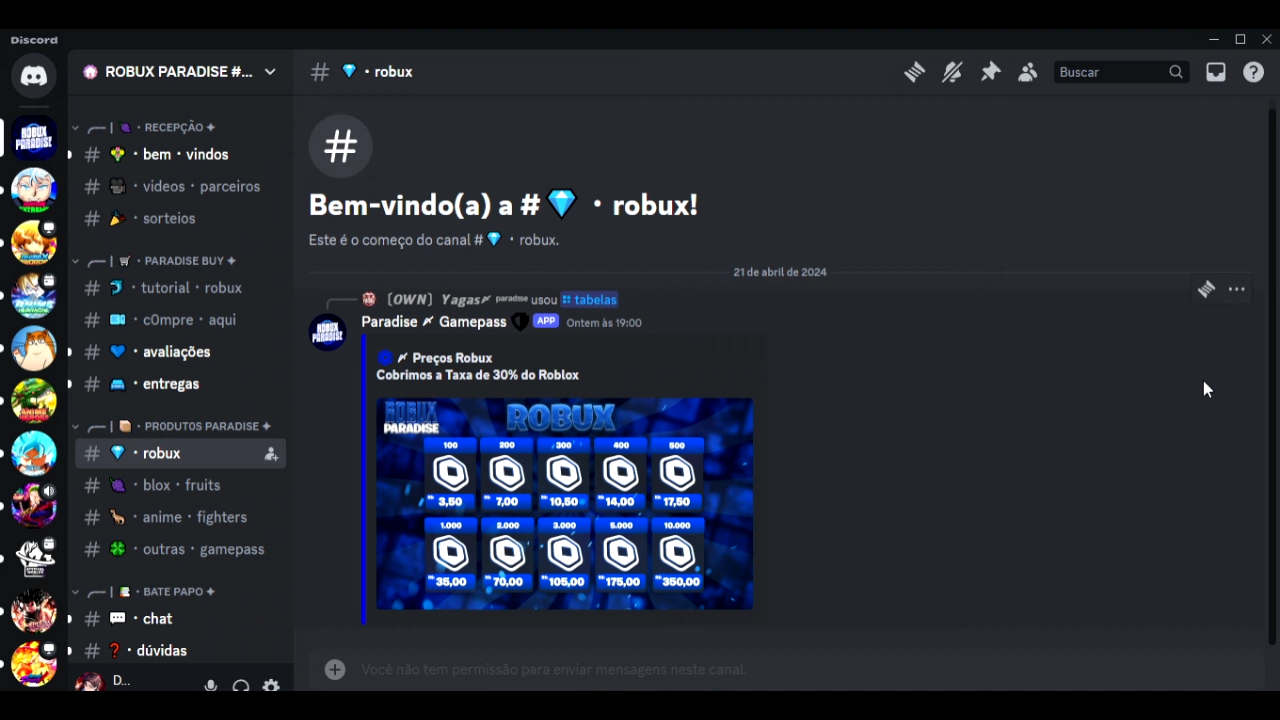 Discord
ROBUX PARADISE #...
# 💎 • robux
Buscar
RECEPÇÃO ✦
# • bem • vindos
# • videos • parceiros
# • sorteios
PARADISE BUY ✦
# • tutorial • robux
# • c0mpre • aqui
# • avaliações
# • entregas
PRODUTOS PARADISE ✦
# 💎 • robux
# • blox • fruits
# • anime • fighters
# • outras • gamepass
BATE PAPO ✦
# 💬 • chat
# ❓ • dúvidas
D...
ROBUX
PARADISE
#
Bem-vindo(a) a # 💎 • robux!
Este é o começo do canal # 💎 • robux.
21 de abril de 2024
[OWN] Yagas paradise usou tabelas
Paradise Gamepass APP Ontem às 19:00
Preços Robux
Cobrimos a Taxa de 30% do Roblox
ROBUX
PARADISE
ROBUX
100 200 300 400 500
R$ 3,50 R$ 7,00 R$ 10,50 R$ 14,00 R$ 17,50
1.000 2.000 3.000 5.000 10.000
R$ 35,00 R$ 70,00 R$ 105,00 R$ 175,00 R$ 350,00
Você não tem permissão para enviar mensagens neste canal.